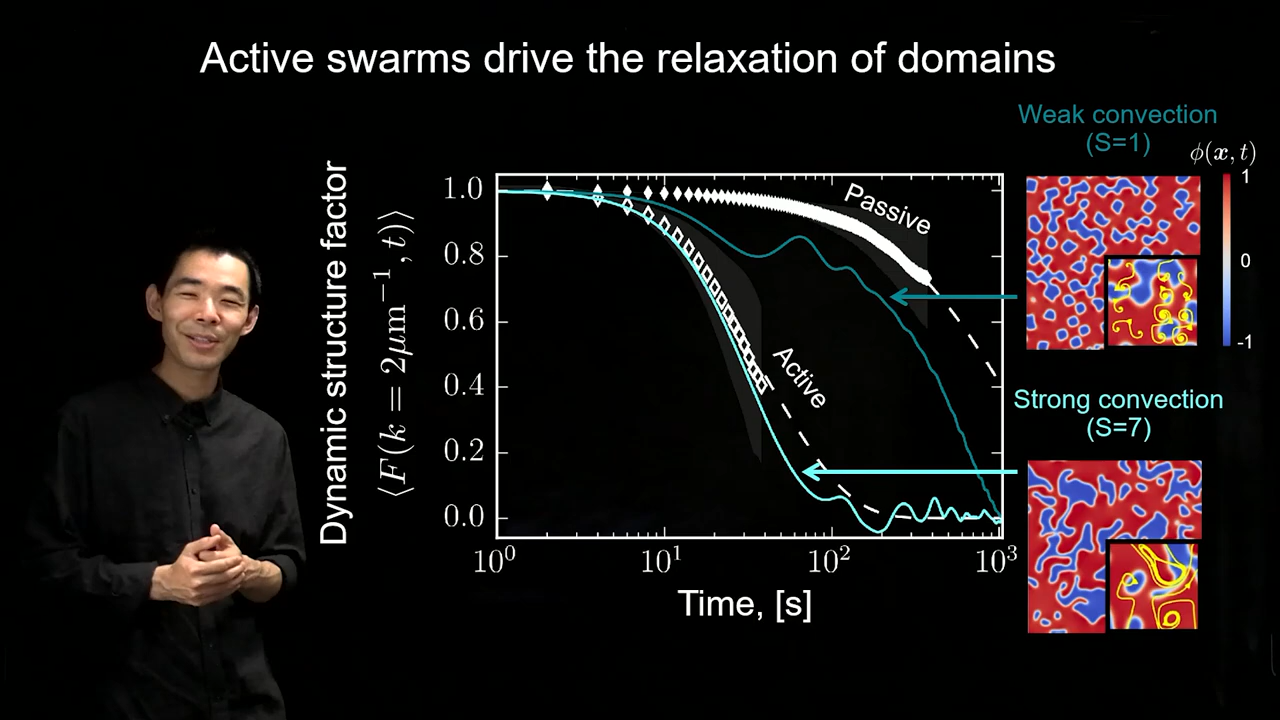 Active swarms drive the relaxation of domains
Weak convection
(S=1)
ϕ(x, t)
1
0
-1
Dynamic structure factor
⟨F(k = 2μm⁻¹, t)⟩
1.0
0.8
0.6
0.4
0.2
0.0
Passive
Active
Strong convection
(S=7)
10⁰
10¹
10²
10³
Time, [s]